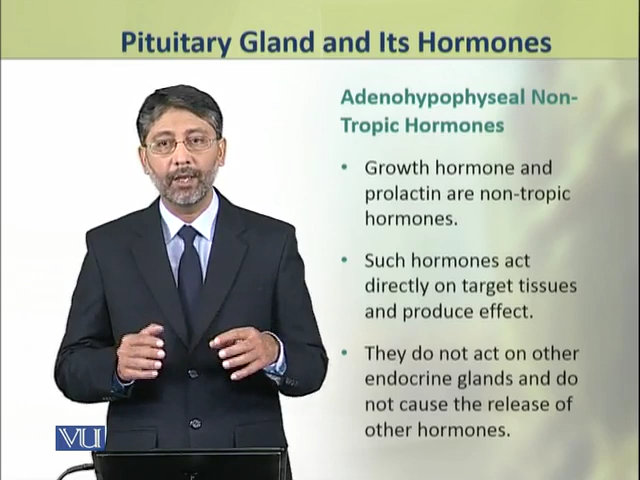 Pituitary Gland and Its Hormones
Adenohypophyseal Non-
Tropic Hormones
• Growth hormone and
prolactin are non-tropic
hormones.
• Such hormones act
directly on target tissues
and produce effect.
• They do not act on other
endocrine glands and do
not cause the release of
other hormones.
VU